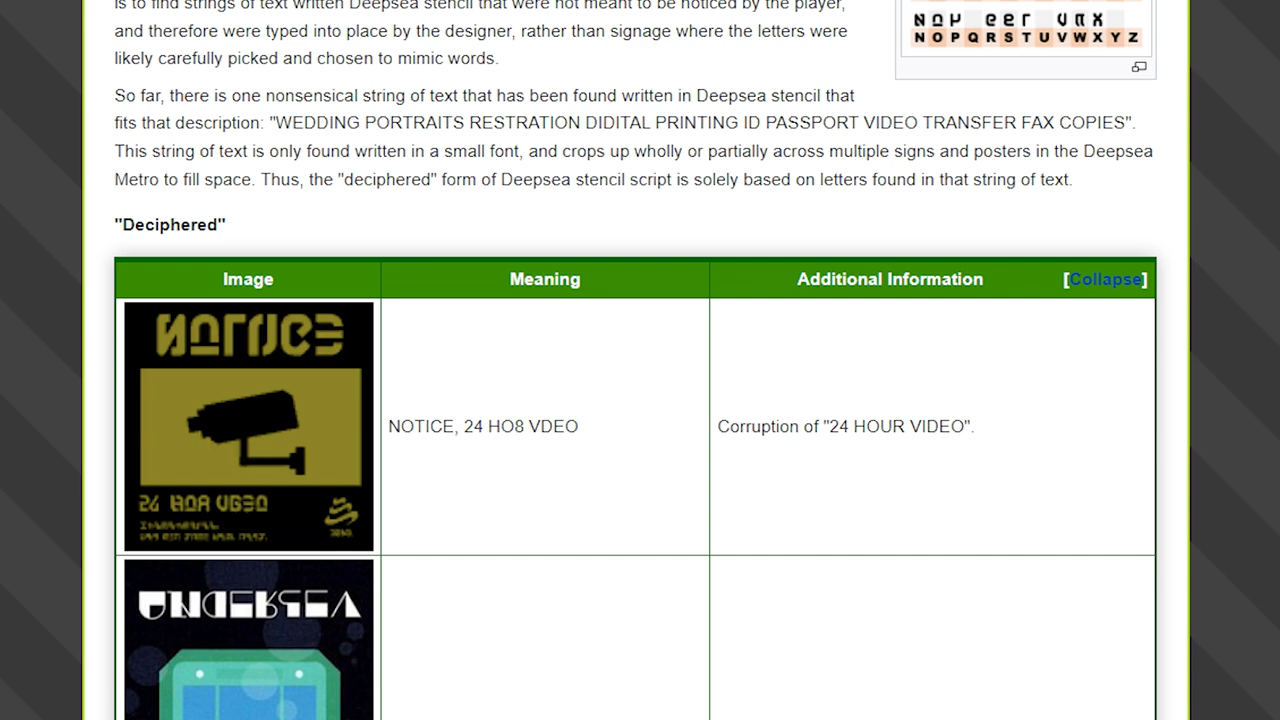 is to find strings of text written Deepsea stencil that were not meant to be noticed by the player,
and therefore were typed into place by the designer, rather than signage where the letters were
likely carefully picked and chosen to mimic words.
N O P Q R S T U V W X Y Z
So far, there is one nonsensical string of text that has been found written in Deepsea stencil that
fits that description: "WEDDING PORTRAITS RESTRATION DIDITAL PRINTING ID PASSPORT VIDEO TRANSFER FAX COPIES".
This string of text is only found written in a small font, and crops up wholly or partially across multiple signs and posters in the Deepsea
Metro to fill space. Thus, the "deciphered" form of Deepsea stencil script is solely based on letters found in that string of text.
"Deciphered"
Image Meaning Additional Information [Collapse]
NOTICE, 24 HO8 VDEO
Corruption of "24 HOUR VIDEO".
UNDERSEA